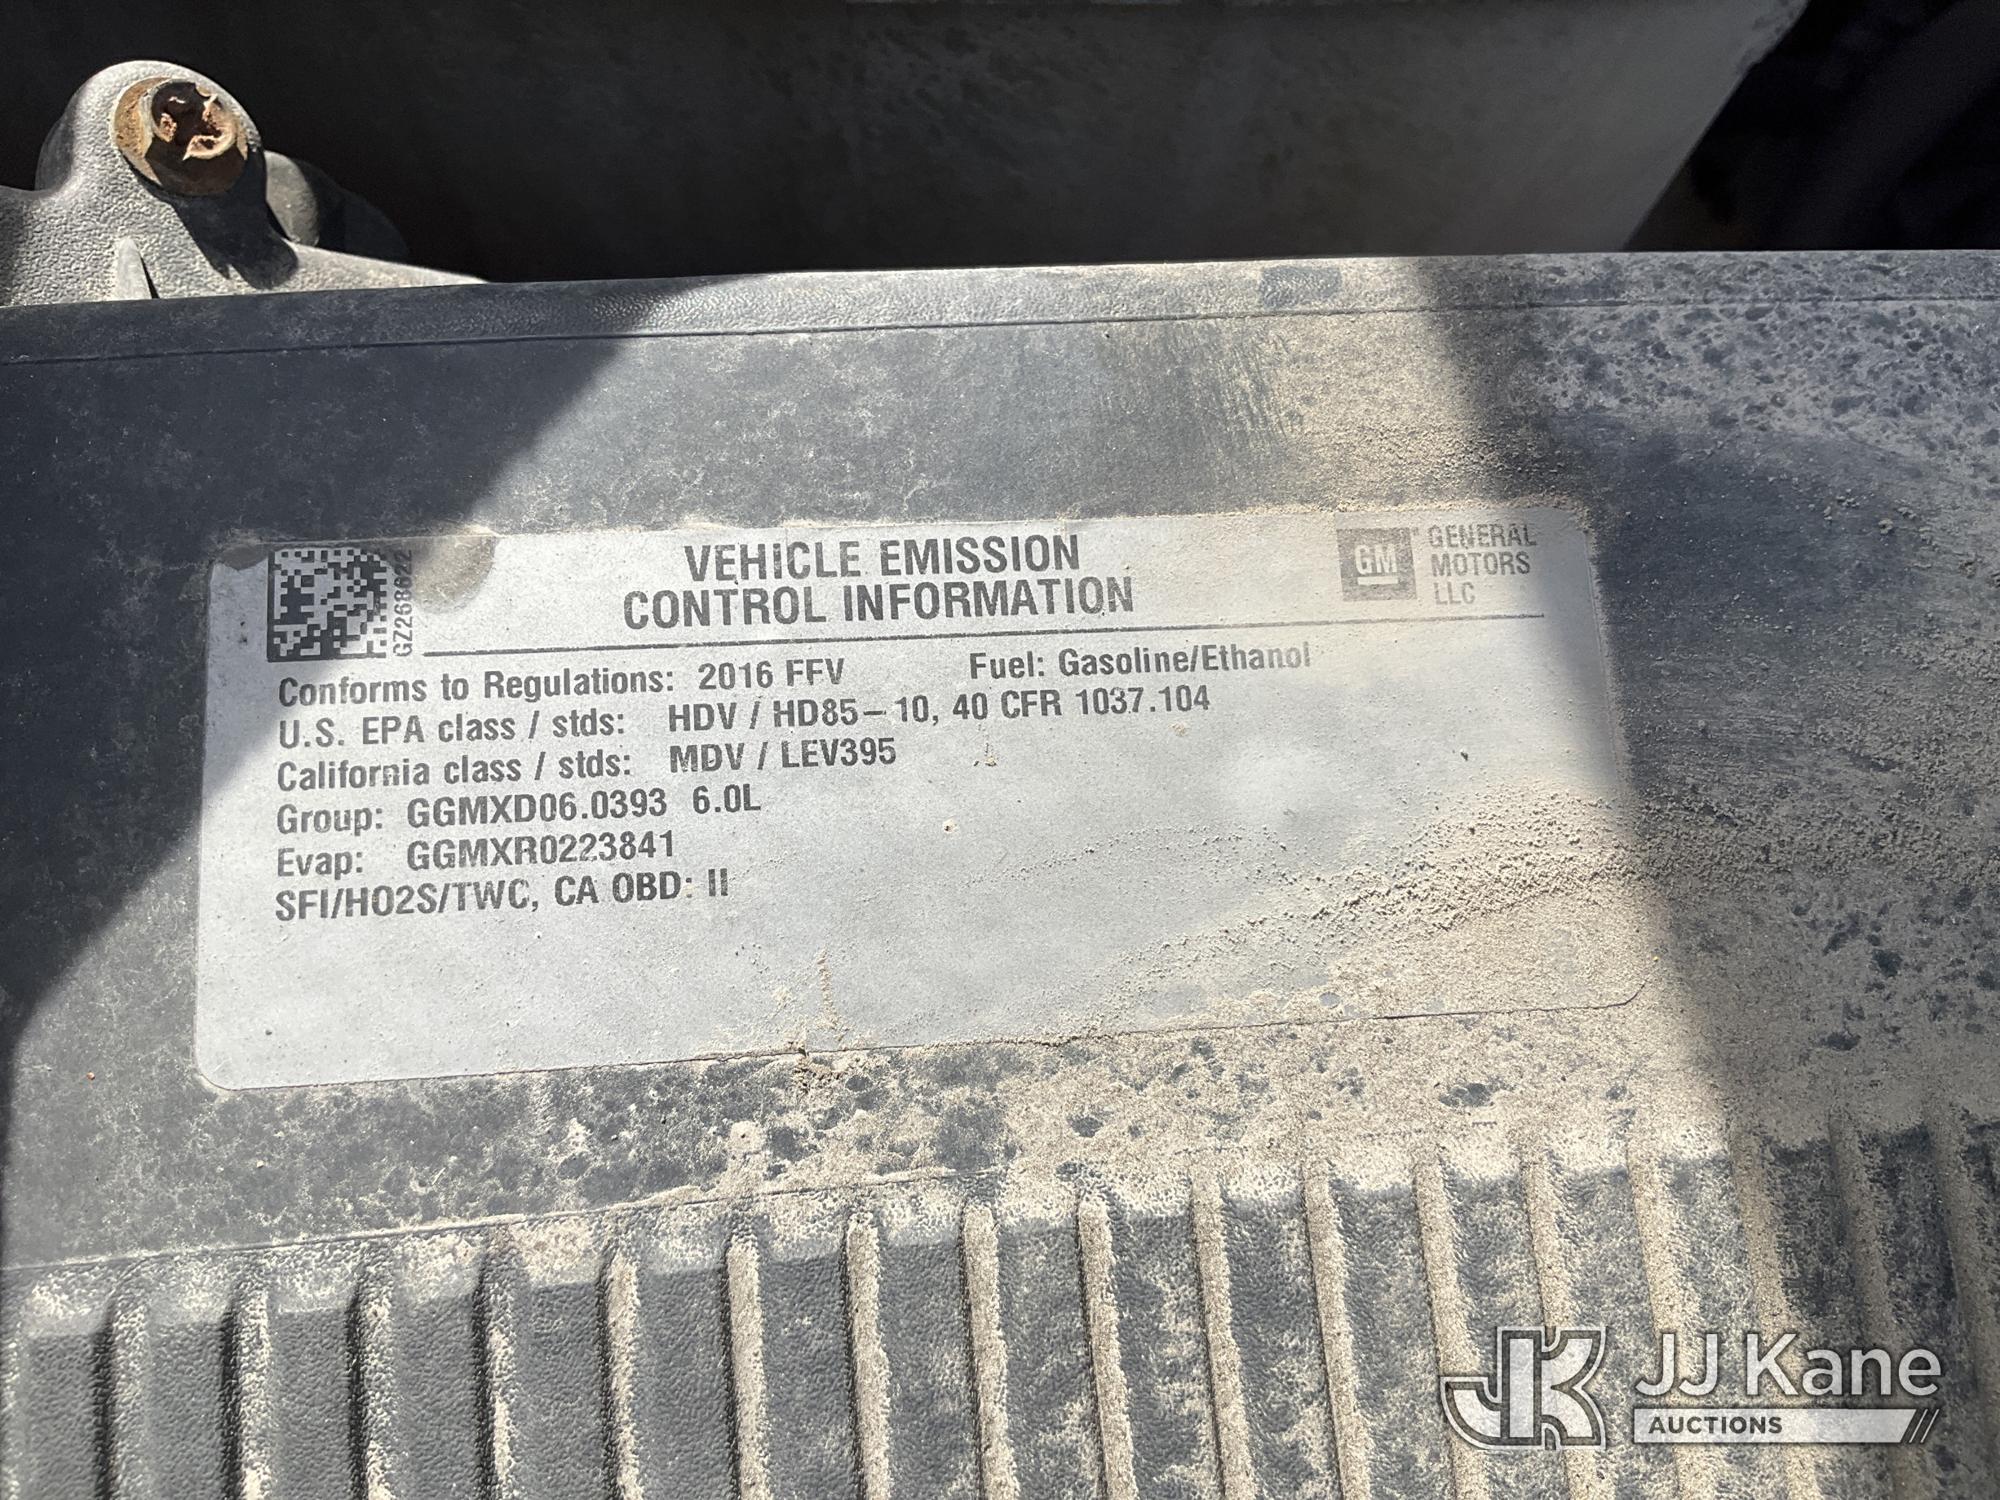 GZ268622
VEHICLE EMISSION
CONTROL INFORMATION
GM
GENERAL
MOTORS
LLC
Conforms to Regulations: 2016 FFV Fuel: Gasoline/Ethanol
U.S. EPA class / stds: HDV / HD85–10, 40 CFR 1037.104
California class / stds: MDV / LEV395
Group: GGMXD06.0393 6.0L
Evap: GGMXR0223841
SFI/HO2S/TWC, CA OBD: II
JK
JJ Kane
AUCTIONS